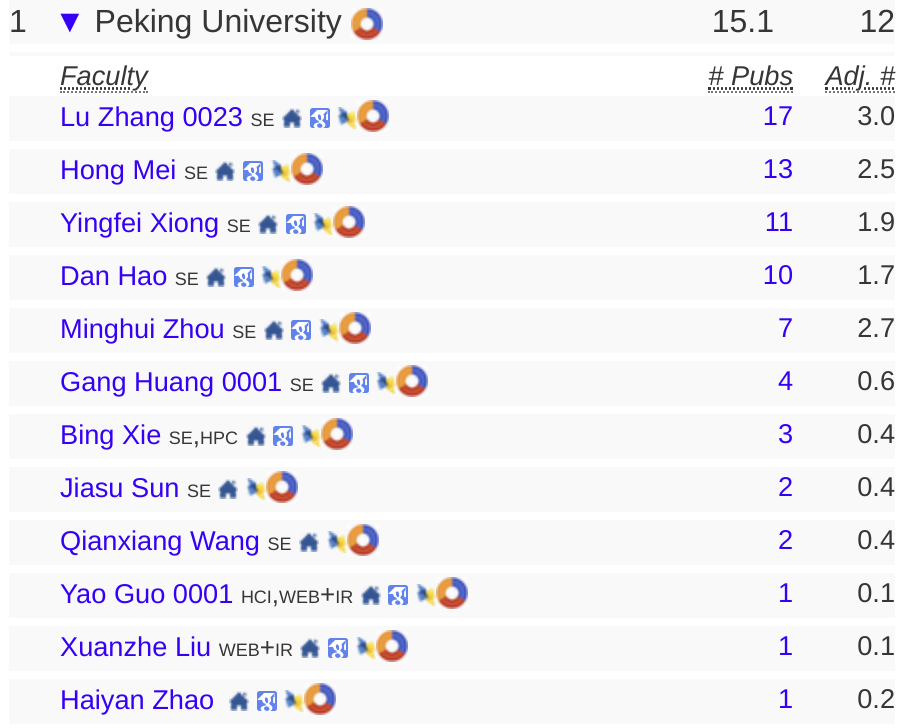 1 ▼ Peking University 15.1 12
Faculty # Pubs Adj. #
Lu Zhang 0023 SE 17 3.0
Hong Mei SE 13 2.5
Yingfei Xiong SE 11 1.9
Dan Hao SE 10 1.7
Minghui Zhou SE 7 2.7
Gang Huang 0001 SE 4 0.6
Bing Xie SE,HPC 3 0.4
Jiasu Sun SE 2 0.4
Qianxiang Wang SE 2 0.4
Yao Guo 0001 HCI,WEB+IR 1 0.1
Xuanzhe Liu WEB+IR 1 0.1
Haiyan Zhao 1 0.2